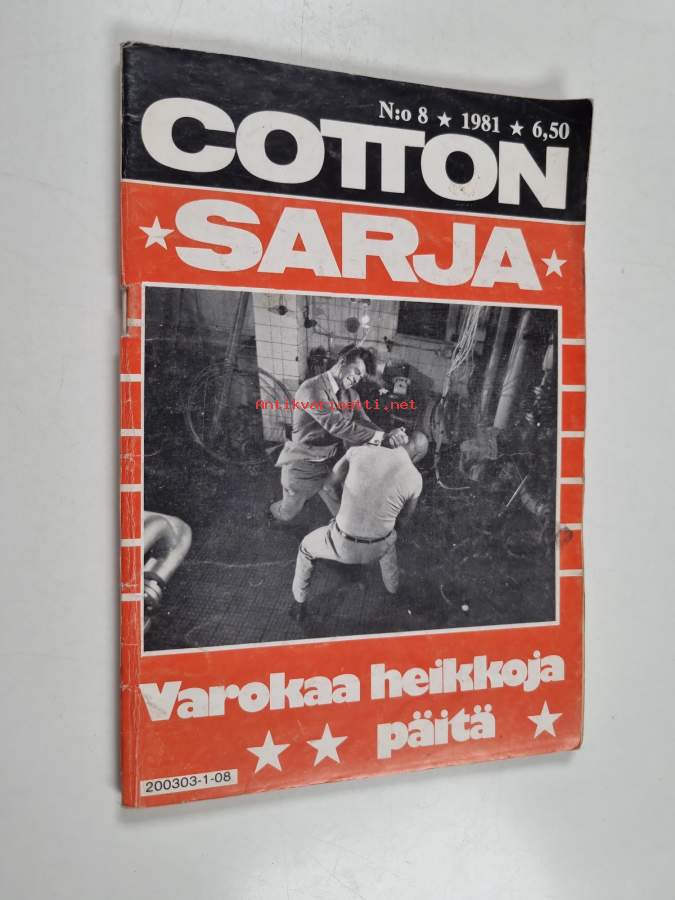 N:o 8 ★ 1981 ★ 6,50
COTTON
★ SARJA ★
Antikvariaatti.net
Varokaa heikkoja
päitä
200303-1-08